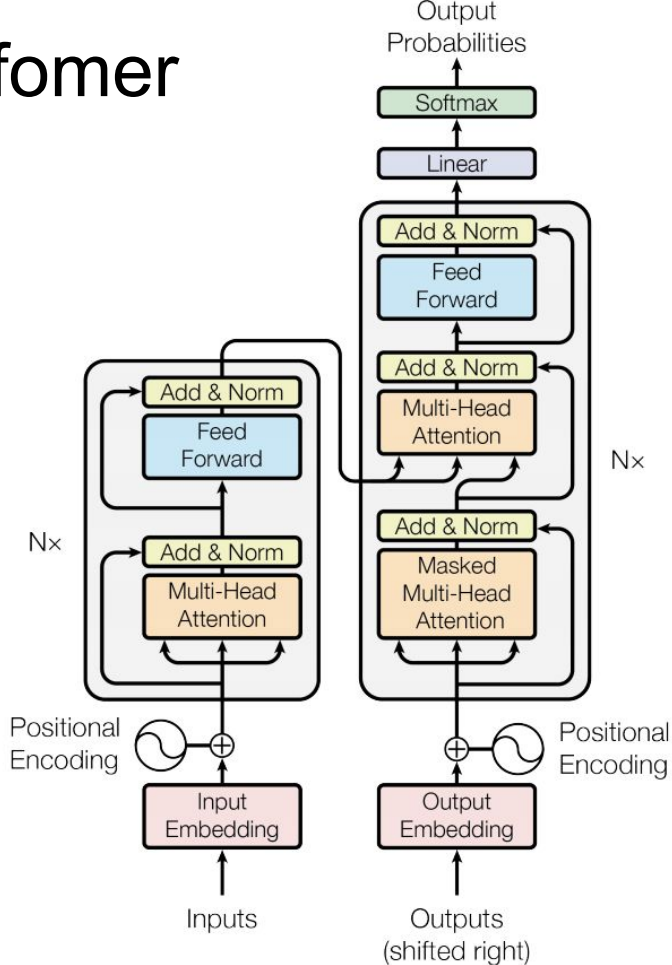 fomer
Output
Probabilities
Softmax
Linear
Add & Norm
Feed
Forward
Add & Norm
Multi-Head
Attention
Nx
Add & Norm
Masked
Multi-Head
Attention
Add & Norm
Feed
Forward
Nx
Add & Norm
Multi-Head
Attention
Positional
Encoding
Positional
Encoding
Input
Embedding
Output
Embedding
Inputs
Outputs
(shifted right)